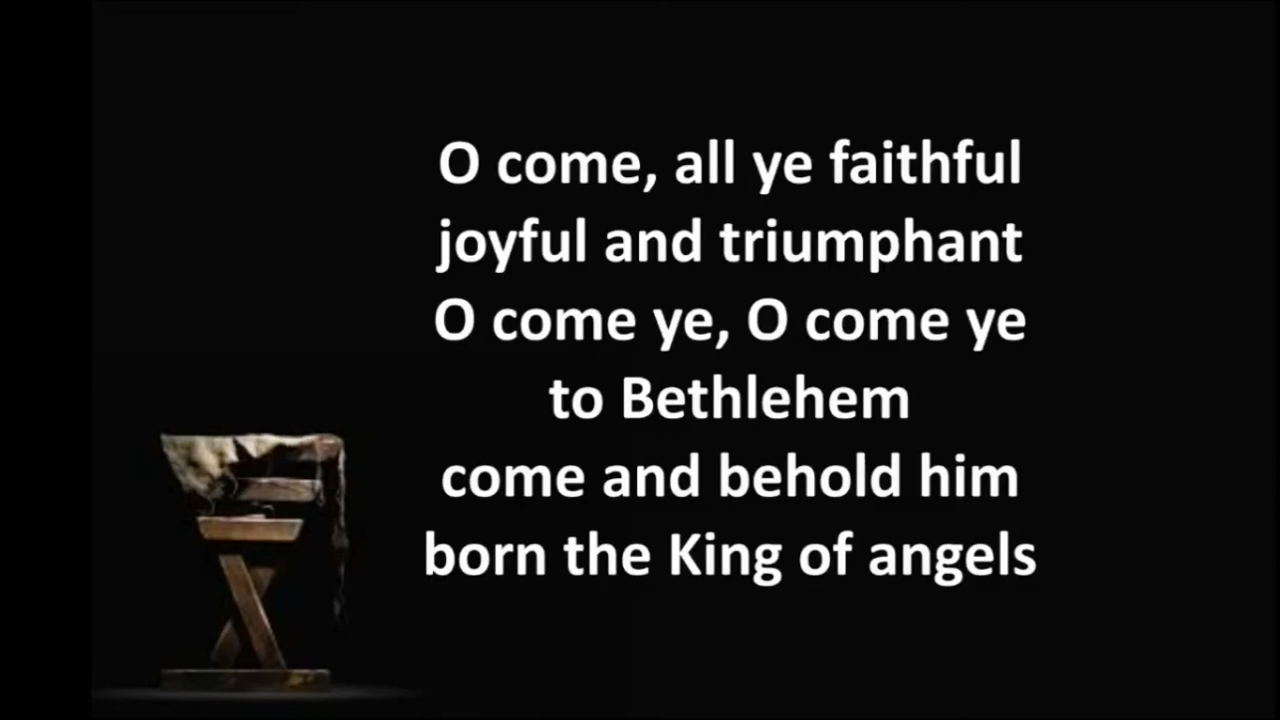 O come, all ye faithful
joyful and triumphant
O come ye, O come ye
to Bethlehem
come and behold him
born the King of angels